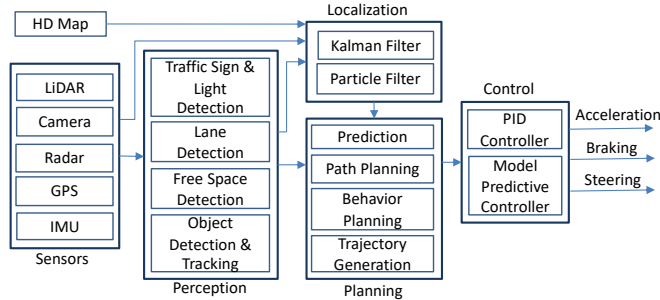 HD Map
LiDAR
Camera
Radar
GPS
IMU
Sensors
Traffic Sign &
Light
Detection
Lane
Detection
Free Space
Detection
Object
Detection &
Tracking
Perception
Localization
Kalman Filter
Particle Filter
Prediction
Path Planning
Behavior
Planning
Trajectory
Generation
Planning
Control
PID
Controller
Model
Predictive
Controller
Acceleration
Braking
Steering